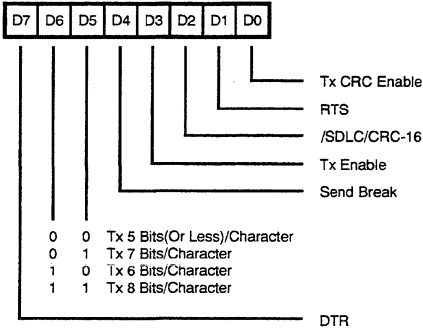 D7 D6 D5 D4 D3 D2 D1 D0
Tx CRC Enable
RTS
/SDLC/CRC-16
Tx Enable
Send Break
0 0 Tx 5 Bits(Or Less)/Character
0 1 Tx 7 Bits/Character
1 0 Tx 6 Bits/Character
1 1 Tx 8 Bits/Character
DTR